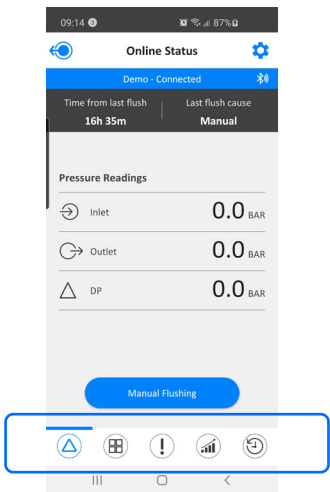 09:14 3 87%
Online Status
Demo - Connected
Time from last flush Last flush cause
16h 35m Manual
Pressure Readings
Inlet 0.0 BAR
Outlet 0.0 BAR
DP 0.0 BAR
Manual Flushing